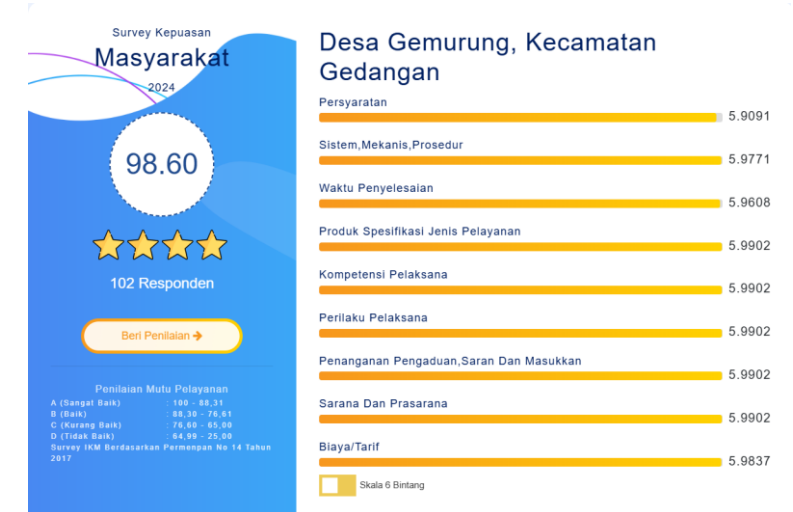 Survey Kepuasan
Masyarakat
2024
98.60
102 Responden
Beri Penilaian →
Penilaian Mutu Pelayanan
A (Sangat Baik) : 100 - 88,31
B (Baik) : 88,30 - 76,61
C (Kurang Baik) : 76,60 - 65,00
D (Tidak Baik) : 64,99 - 25,00
Survey IKM Berdasarkan Permenpan No 14 Tahun
2017
Desa Gemurung, Kecamatan
Gedangan
Persyaratan
5.9091
Sistem,Mekanis,Prosedur
5.9771
Waktu Penyelesaian
5.9608
Produk Spesifikasi Jenis Pelayanan
5.9902
Kompetensi Pelaksana
5.9902
Perilaku Pelaksana
5.9902
Penanganan Pengaduan,Saran Dan Masukkan
5.9902
Sarana Dan Prasarana
5.9902
Biaya/Tarif
5.9837
Skala 6 Bintang